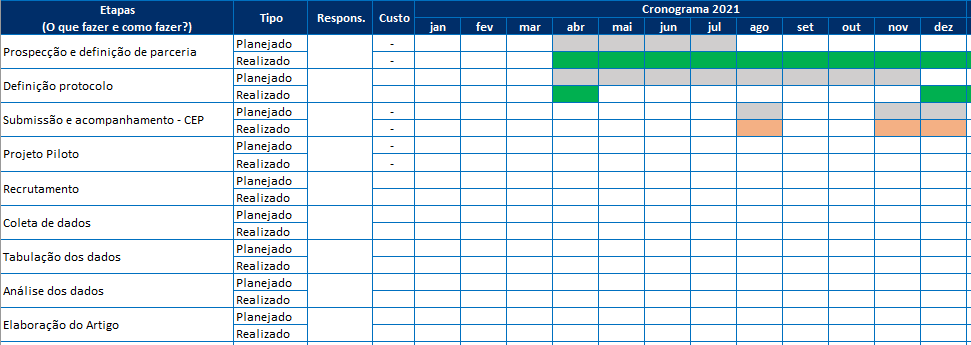 Etapas
(O que fazer e como fazer?) Tipo Respons. Custo Cronograma 2021
jan fev mar abr mai jun jul ago set out nov dez
Prospecção e definição de parceria Planejado -
Realizado -
Definição protocolo Planejado
Realizado
Submissão e acompanhamento - CEP Planejado -
Realizado -
Projeto Piloto Planejado -
Realizado -
Recrutamento Planejado
Realizado
Coleta de dados Planejado
Realizado
Tabulação dos dados Planejado
Realizado
Análise dos dados Planejado
Realizado
Elaboração do Artigo Planejado
Realizado